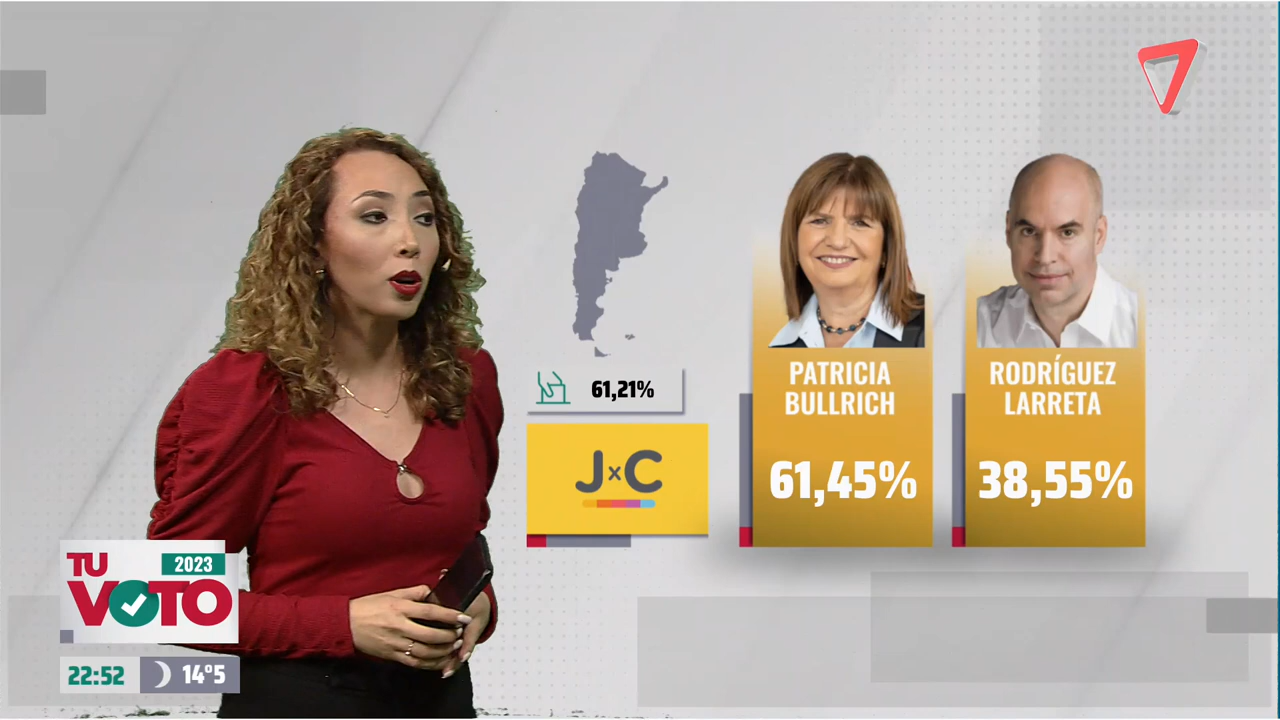 61,21%
JxC
PATRICIA
BULLRICH
61,45%
RODRÍGUEZ
LARRETA
38,55%
TU
2023
VOTO
22:52
14°5